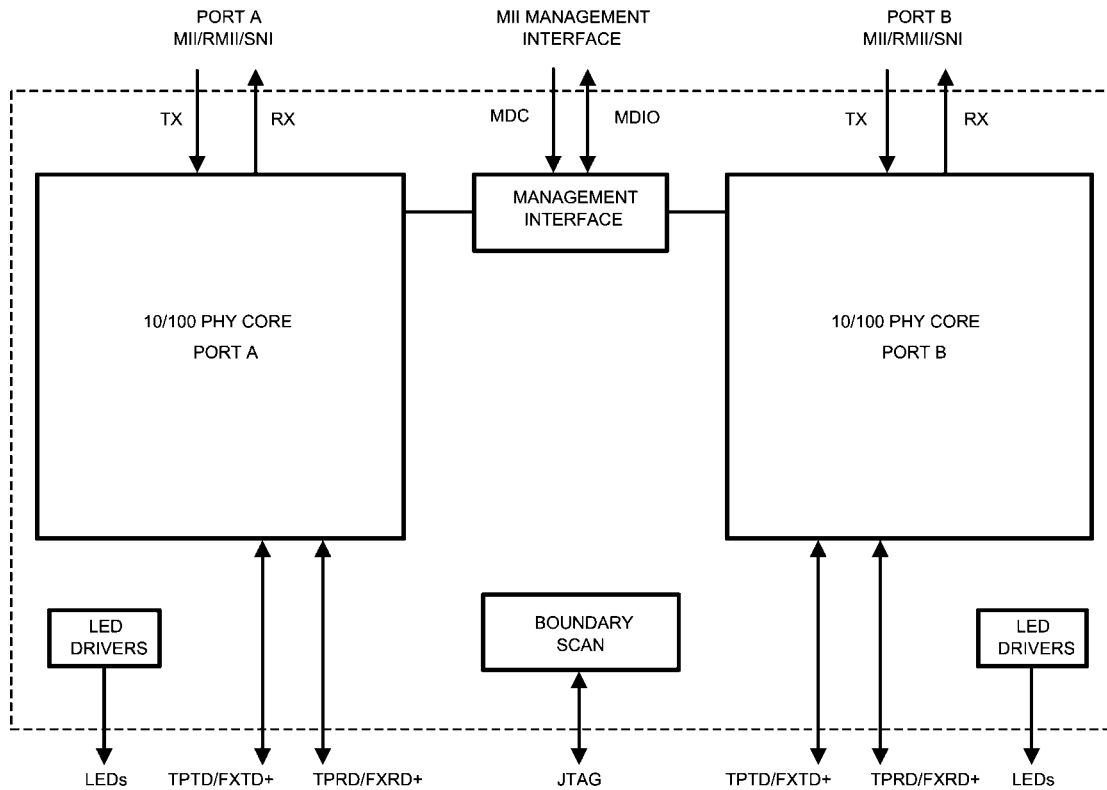 PORT A
MII/RMII/SNI
MII MANAGEMENT
INTERFACE
PORT B
MII/RMII/SNI
TX
RX
MDC
MDIO
TX
RX
MANAGEMENT
INTERFACE
10/100 PHY CORE
PORT A
10/100 PHY CORE
PORT B
LED
DRIVERS
BOUNDARY
SCAN
LED
DRIVERS
LEDs
TPTD/FXTD+
TPRD/FXRD+
JTAG
TPTD/FXTD+
TPRD/FXRD+
LEDs